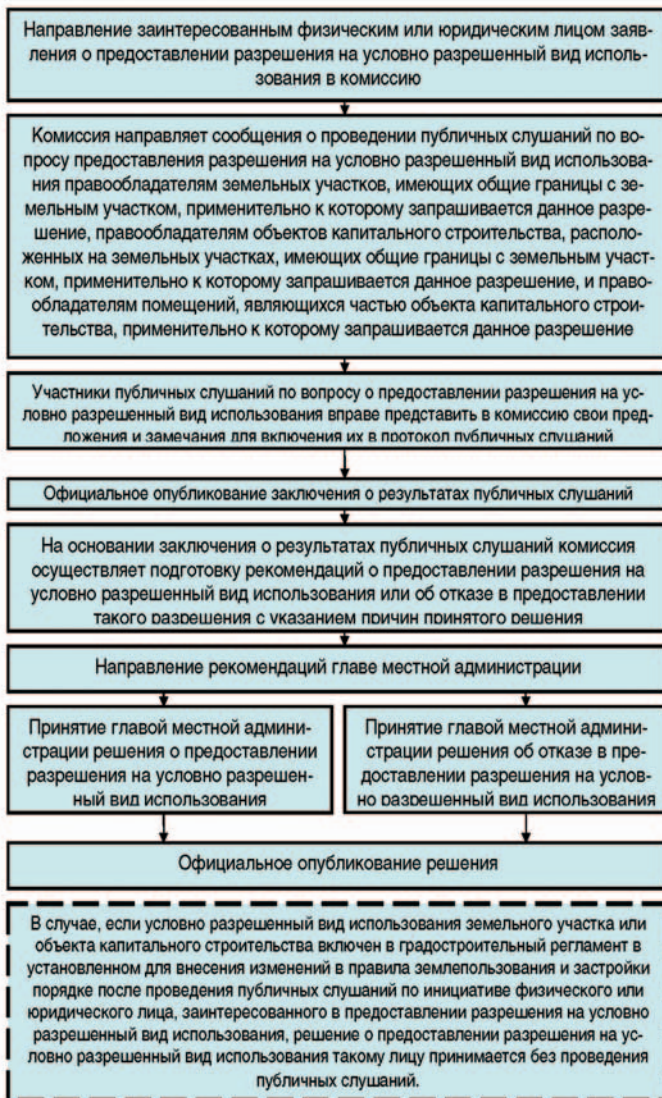 Направление заинтересованным физическим или юридическим лицом заяв-
ления о предоставлении разрешения на условно разрешенный вид исполь-
зования в комиссию
Комиссия направляет сообщения о проведении публичных слушаний по во-
просу предоставления разрешения на условно разрешенный вид использова-
ния правообладателям земельных участков, имеющих общие границы с зе-
мельным участком, применительно к которому запрашивается данное разре-
шение, правообладателям объектов капитального строительства, располо-
женных на земельных участках, имеющих общие границы с земельным участ-
ком, применительно к которому запрашивается данное разрешение, и право-
обладателям помещений, являющихся частью объекта капитального строи-
тельства, применительно к которому запрашивается данное разрешение
Участники публичных слушаний по вопросу о предоставлении разрешения на ус-
ловно разрешенный вид использования вправе представить в комиссию свои пред-
ложения и замечания для включения их в протокол публичных слушаний
Официальное опубликование заключения о результатах публичных слушаний
На основании заключения о результатах публичных слушаний комиссия
осуществляет подготовку рекомендаций о предоставлении разрешения на
условно разрешенный вид использования или об отказе в предоставлении
такого разрешения с указанием причин принятого решения
Направление рекомендаций главе местной администрации
Принятие главой местной админи-
страции решения о предоставлении
разрешения на условно разрешен-
ный вид использования
Принятие главой местной админи-
страции решения об отказе в пре-
доставлении разрешения на услов-
но разрешенный вид использования
Официальное опубликование решения
В случае, если условно разрешенный вид использования земельного участка или
объекта капитального строительства включен в градостроительный регламент в
установленном для внесения изменений в правила землепользования и застройки
порядке после проведения публичных слушаний по инициативе физического или
юридического лица, заинтересованного в предоставлении разрешения на условно
разрешенный вид использования, решение о предоставлении разрешения на ус-
ловно разрешенный вид использования такому лицу принимается без проведения
публичных слушаний.